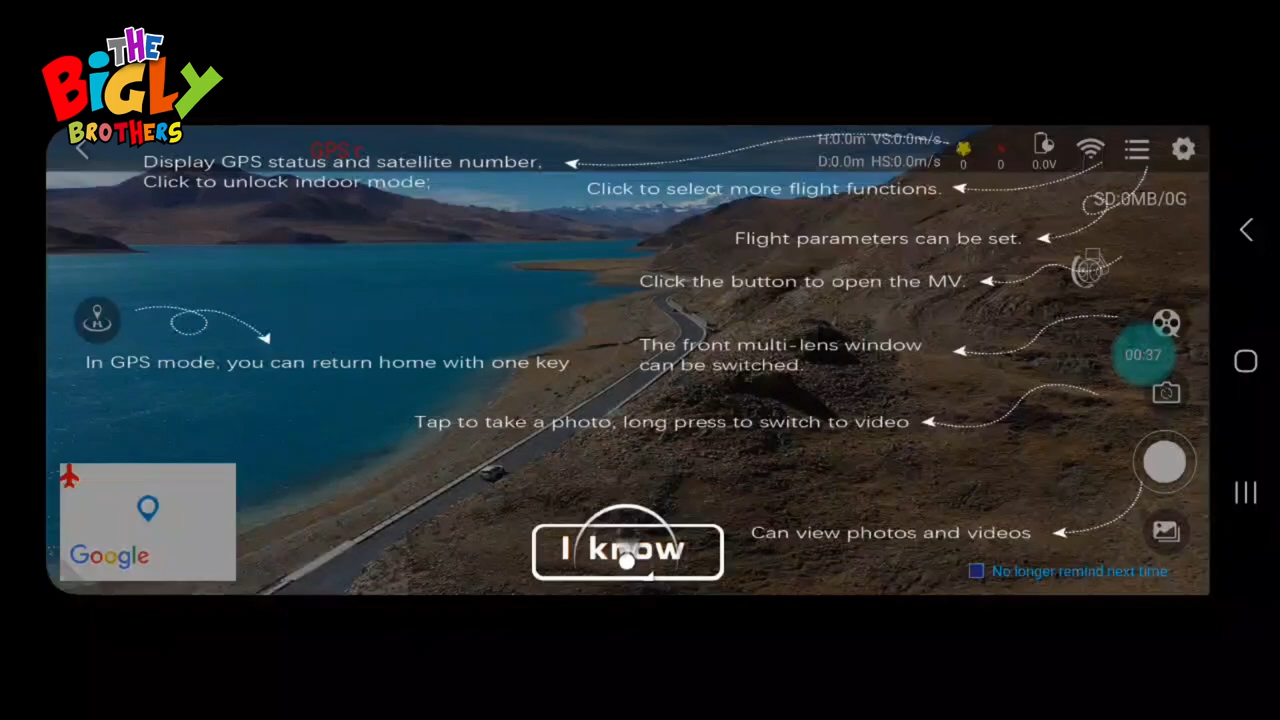 THE
BIGLY
BROTHERS
H:0.0m VS:0.0m/s
D:0.0m HS:0.0m/s
0
0
0.0V
Display GPS status and satellite number,
Click to unlock indoor mode;
Click to select more flight functions.
SD:0MB/0G
Flight parameters can be set.
Click the button to open the MV.
H
In GPS mode, you can return home with one key
The front multi-lens window
can be switched.
00:37
Tap to take a photo, long press to switch to video
Google
I know
Can view photos and videos
No longer remind next time